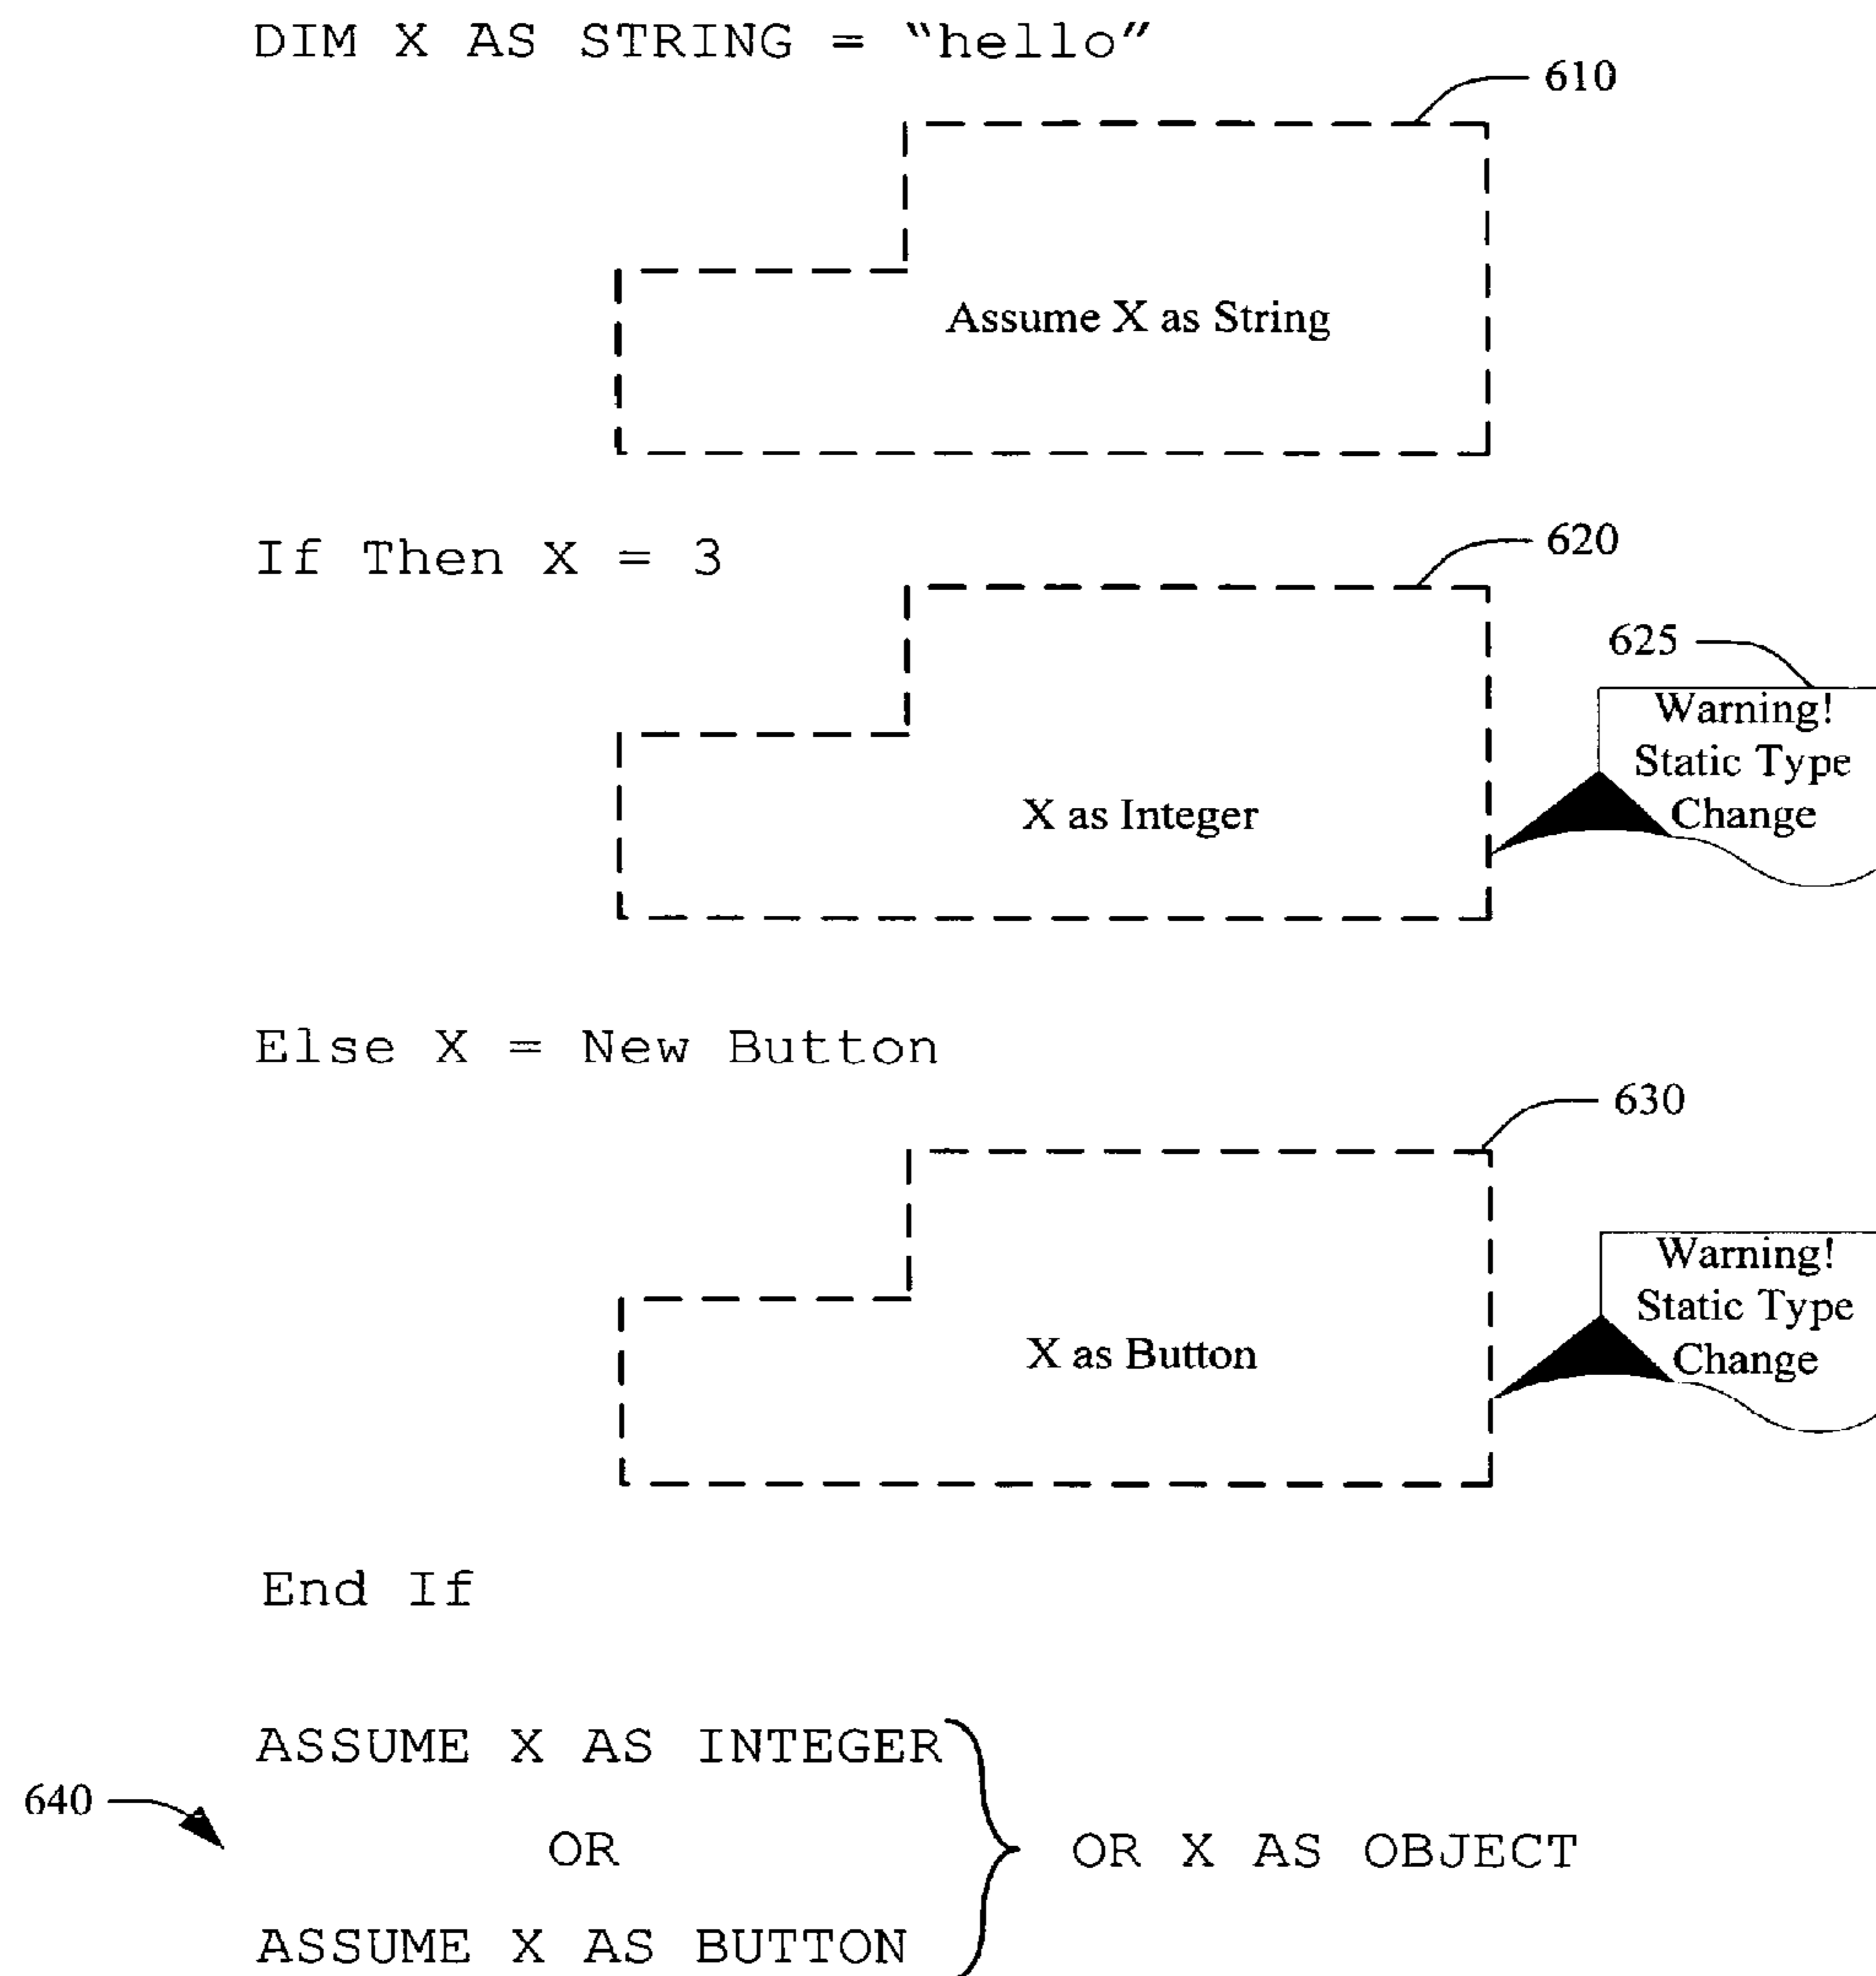 DIM X AS STRING = “hello”
610
Assume X as String
If Then X = 3
620
625
Warning!
Static Type
Change
X as Integer
Else X = New Button
630
Warning!
Static Type
Change
X as Button
End If
ASSUME X AS INTEGER
640
OR
OR X AS OBJECT
ASSUME X AS BUTTON